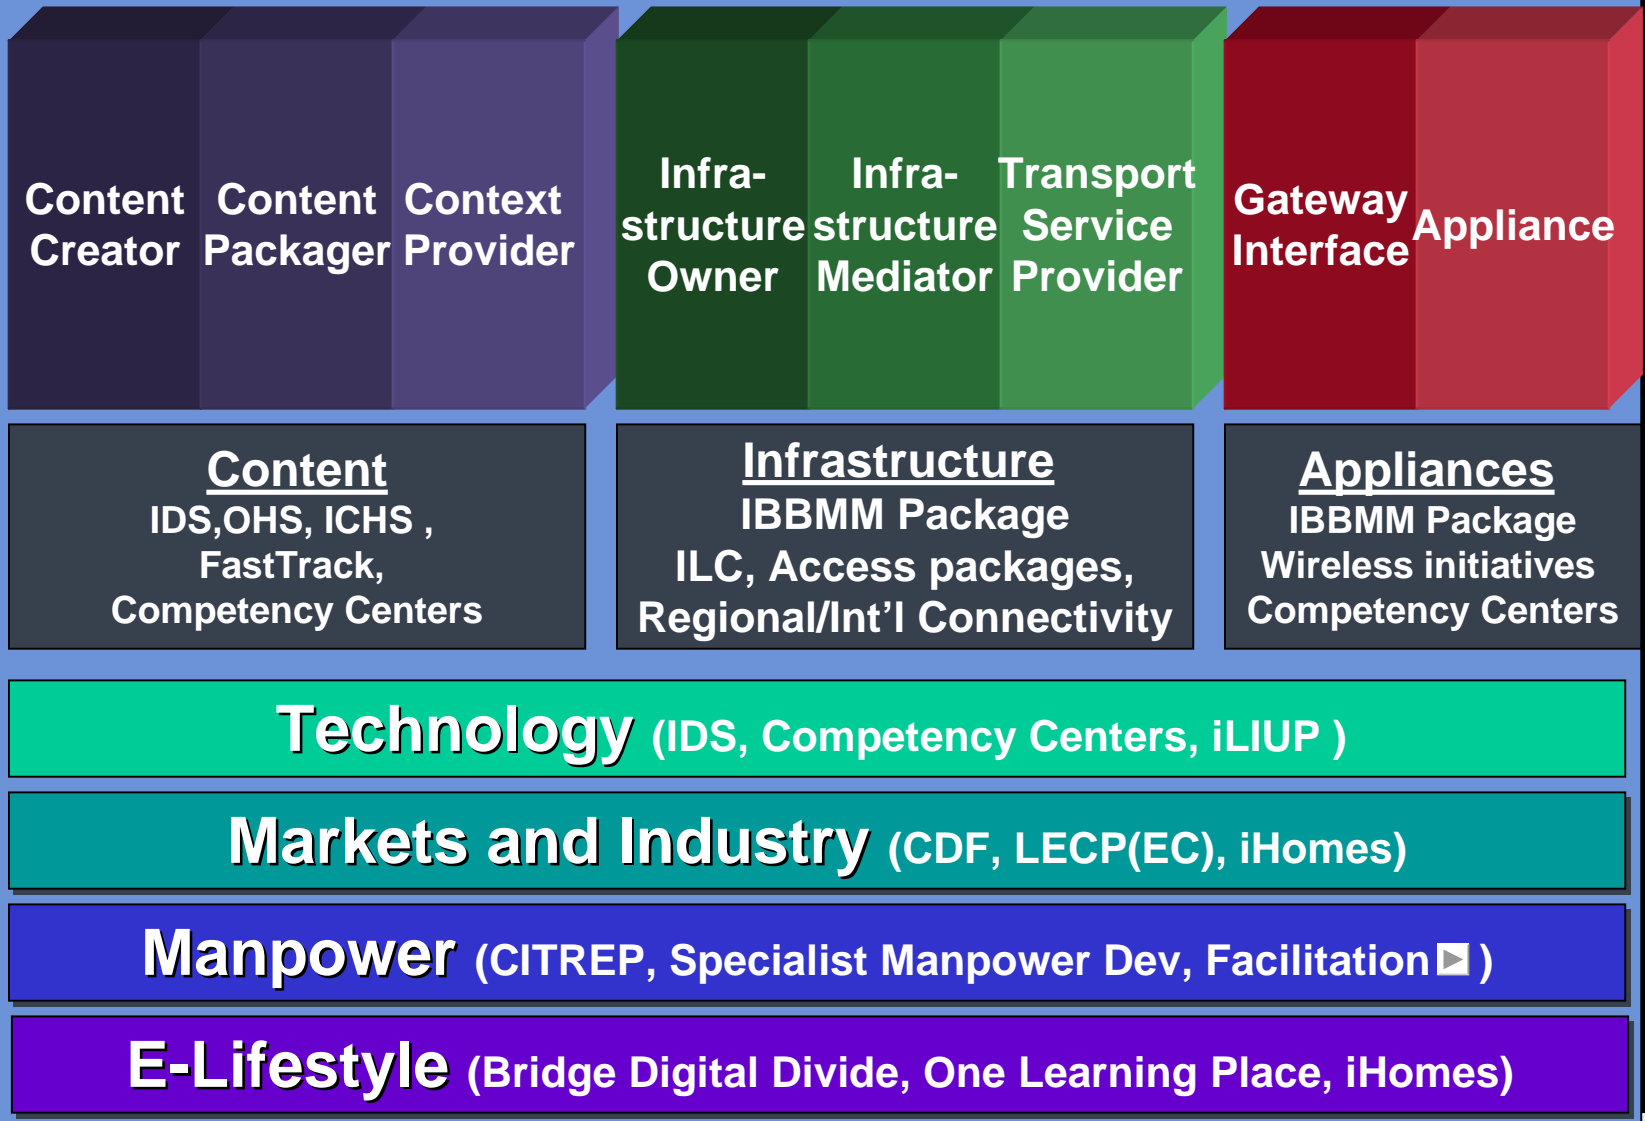 Content
Creator
Content
Packager
Context
Provider
Infra-
structure
Owner
Infra-
structure
Mediator
Transport
Service
Provider
Gateway
Interface
Appliance
Content
IDS,OHS, ICHS ,
FastTrack,
Competency Centers
Infrastructure
IBBMM Package
ILC, Access packages,
Regional/Int’l Connectivity
Appliances
IBBMM Package
Wireless initiatives
Competency Centers
Technology (IDS, Competency Centers, iLIUP )
Markets and Industry (CDF, LECP(EC), iHomes)
Manpower (CITREP, Specialist Manpower Dev, Facilitation )
E-Lifestyle (Bridge Digital Divide, One Learning Place, iHomes)